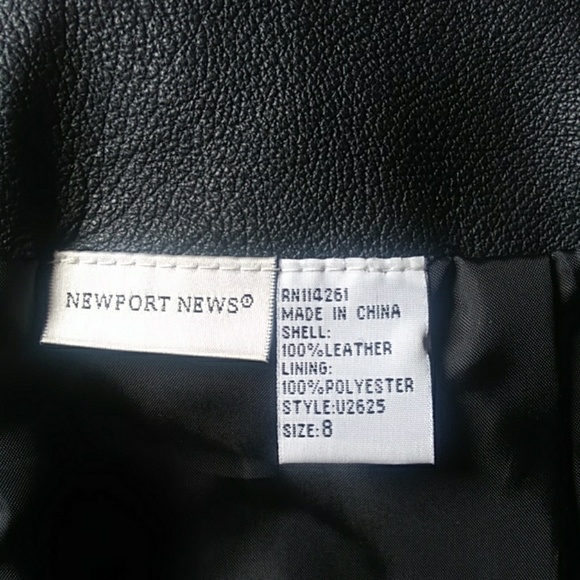 NEWPORT NEWS®
RN114261
MADE IN CHINA
SHELL:
100%LEATHER
LINING:
100%POLYESTER
STYLE:U2625
SIZE:8